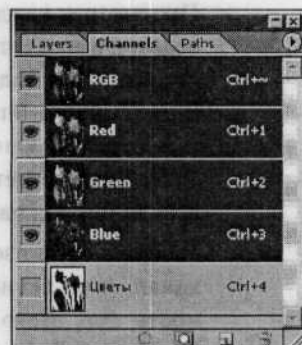 Layers Channels Paths
RGB Ctrl+~
Red Ctrl+1
Green Ctrl+2
Blue Ctrl+3
Цветы Ctrl+4